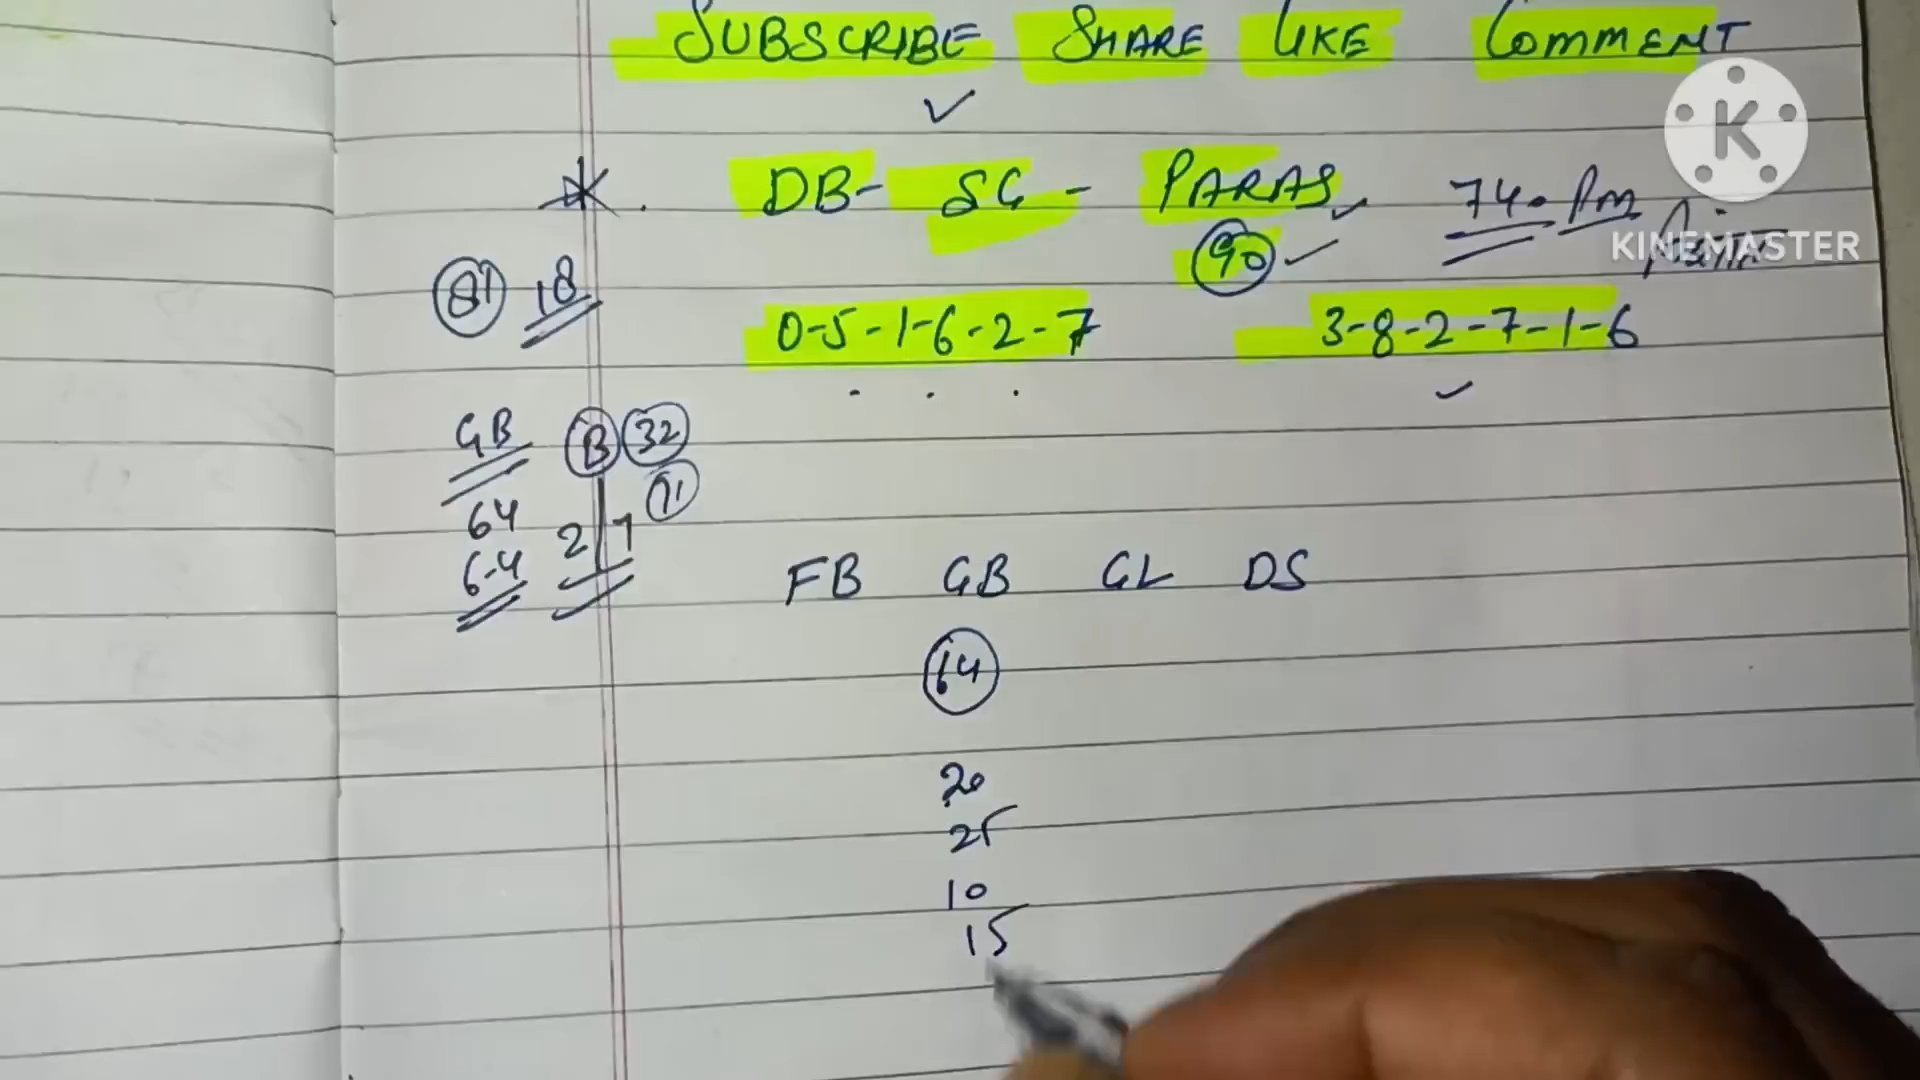 SUBSCRIBE SHARE LIKE COMMENT
K
DB- SG - PARAS 74. Pm
KINEMASTER
90
81 18
0-5-1-6-2-7 3-8-2-7-1-6
GB B 32
64
2 7
6-4
FB GB GL DS
64
20
25
10
15